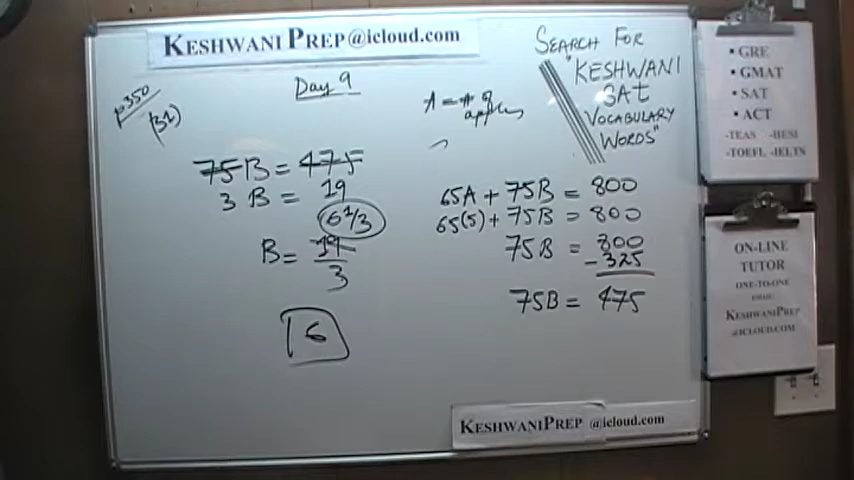 KESHWANI PREP@icloud.com
Day 9
p350
(31)
A = # of
apples
SEARCH FOR
"KESHWANI
SAT
VOCABULARY
WORDS"
75B = 475
3 B = 19
6 1/3
B = 19/3
6
65A + 75B = 800
65(5) + 75B = 800
75B = 800
- 325
75B = 475
• GRE
• GMAT
• SAT
• ACT
-TEAS -HESI
-TOEFL -IELTS
ON-LINE
TUTOR
ONE-TO-ONE
EMAIL:
KESHWANIPREP
@ICLOUD.COM
KESHWANIPREP @icloud.com